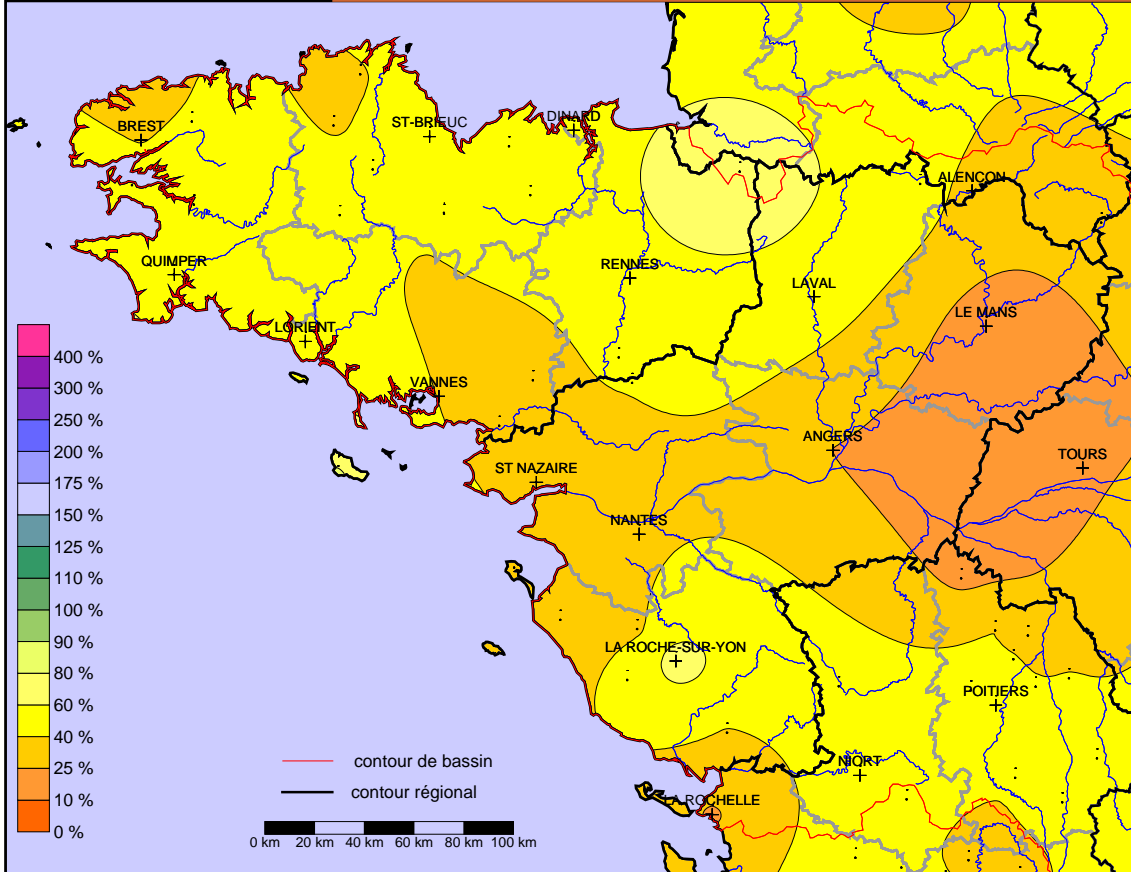 ST-BRIEUC
DINARD
BREST
ALENÇON
QUIMPER
RENNES
LAVAL
LE MANS
LORIENT
VANNES
ANGERS
TOURS
ST NAZAIRE
NANTES
LA ROCHE-SUR-YON
POITIERS
NIORT
LA ROCHELLE
400 %
300 %
250 %
200 %
175 %
150 %
125 %
110 %
100 %
90 %
80 %
60 %
40 %
25 %
10 %
0 %
contour de bassin
contour régional
0 km 20 km 40 km 60 km 80 km 100 km